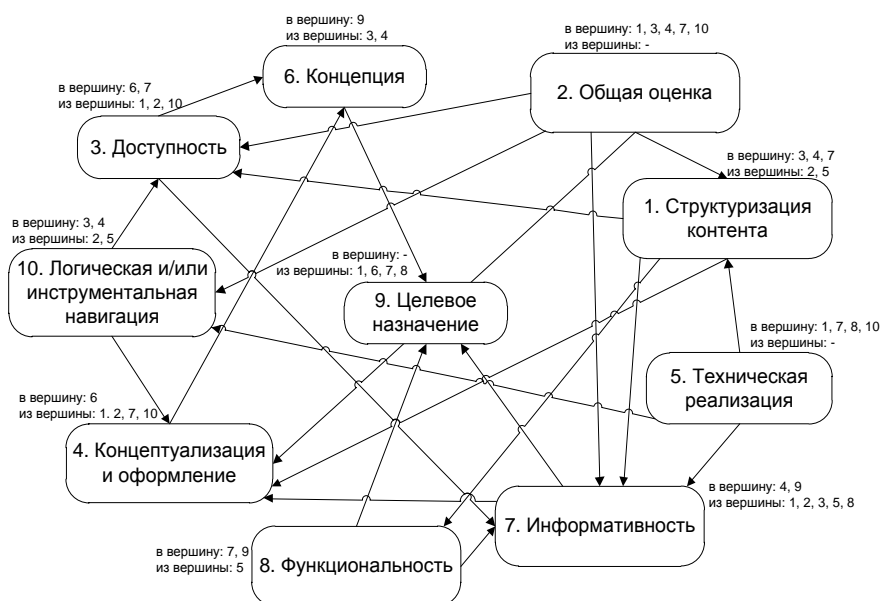 в вершину: 9
из вершины: 3, 4
6. Концепция
в вершину: 1, 3, 4, 7, 10
из вершины: -
2. Общая оценка
в вершину: 6, 7
из вершины: 1, 2, 10
3. Доступность
в вершину: 3, 4, 7
из вершины: 2, 5
1. Структуризация
контента
в вершину: 3, 4
из вершины: 2, 5
10. Логическая и/или
инструментальная
навигация
в вершину: -
из вершины: 1, 6, 7, 8
9. Целевое
назначение
в вершину: 1, 7, 8, 10
из вершины: -
5. Техническая
реализация
в вершину: 6
из вершины: 1. 2, 7, 10
4. Концептуализация
и оформление
в вершину: 4, 9
из вершины: 1, 2, 3, 5, 8
7. Информативность
в вершину: 7, 9
из вершины: 5
8. Функциональность